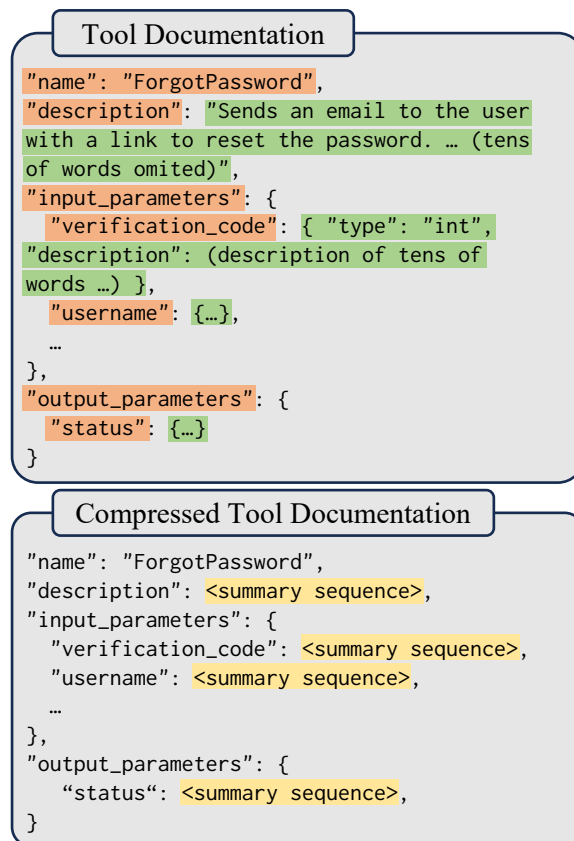 Tool Documentation
"name": "ForgotPassword",
"description": "Sends an email to the user
with a link to reset the password. … (tens
of words omited)",
"input_parameters": {
"verification_code": { "type": "int",
"description": (description of tens of
words …) },
"username": {…},
…
},
"output_parameters": {
"status": {…}
}
Compressed Tool Documentation
"name": "ForgotPassword",
"description": <summary sequence>,
"input_parameters": {
"verification_code": <summary sequence>,
"username": <summary sequence>,
…
},
"output_parameters": {
“status“: <summary sequence>,
}